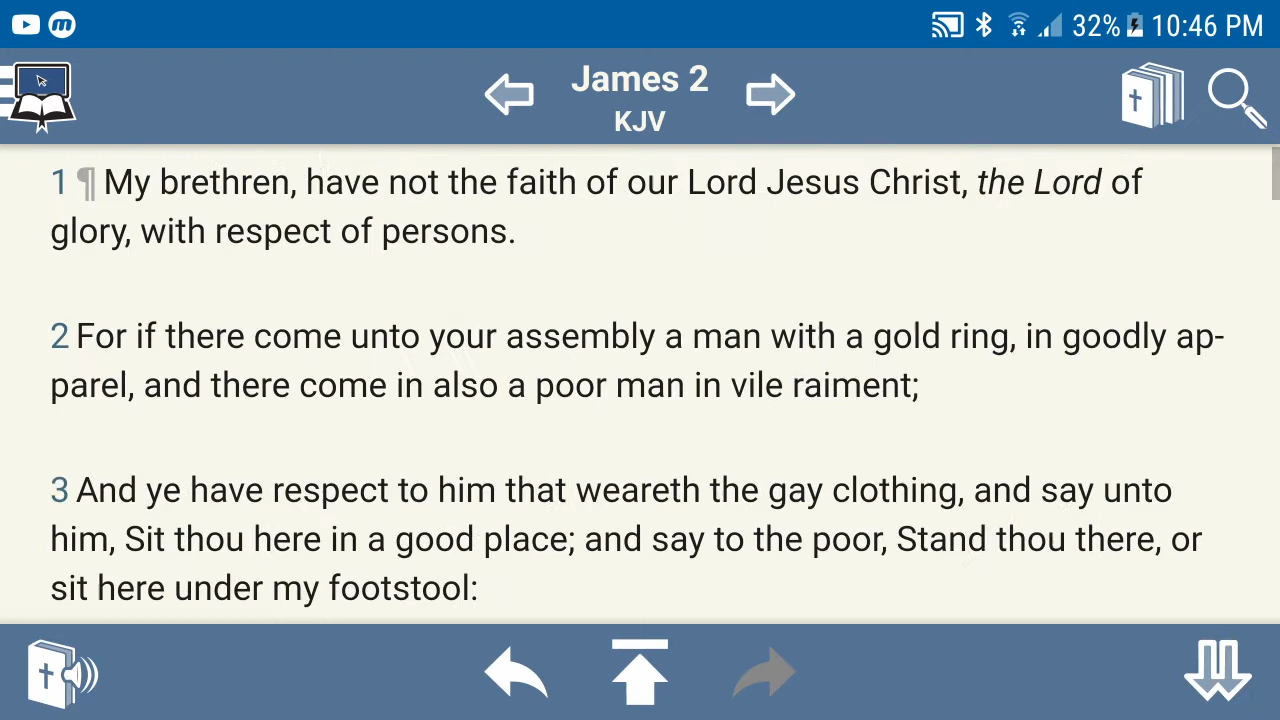 32% 10:46 PM
James 2
KJV
1 ¶ My brethren, have not the faith of our Lord Jesus Christ, the Lord of
glory, with respect of persons.
2 For if there come unto your assembly a man with a gold ring, in goodly ap-
parel, and there come in also a poor man in vile raiment;
3 And ye have respect to him that weareth the gay clothing, and say unto
him, Sit thou here in a good place; and say to the poor, Stand thou there, or
sit here under my footstool: